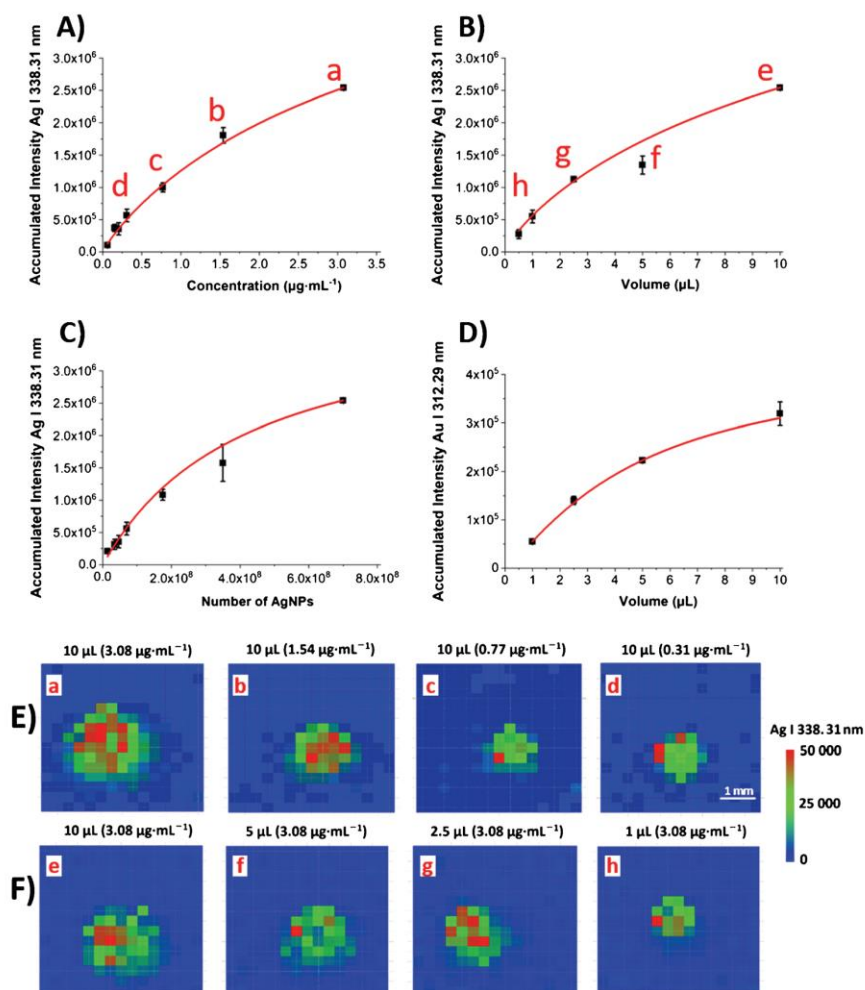 A)
Accumulated Intensity Ag I 338.31 nm
3.0x10⁶
2.5x10⁶
2.0x10⁶
1.5x10⁶
1.0x10⁶
5.0x10⁵
0.0
a
b
c
d
0.0 0.5 1.0 1.5 2.0 2.5 3.0 3.5
Concentration (µg·mL⁻¹)
B)
Accumulated Intensity Ag I 338.31 nm
3.0x10⁶
2.5x10⁶
2.0x10⁶
1.5x10⁶
1.0x10⁶
5.0x10⁵
0.0
e
f
g
h
0 1 2 3 4 5 6 7 8 9 10
Volume (µL)
C)
Accumulated Intensity Ag I 338.31 nm
3.0x10⁶
2.5x10⁶
2.0x10⁶
1.5x10⁶
1.0x10⁶
5.0x10⁵
0.0
0.0 2.0x10⁸ 4.0x10⁸ 6.0x10⁸ 8.0x10⁸
Number of AgNPs
D)
Accumulated Intensity Au I 312.29 nm
4x10⁵
3x10⁵
2x10⁵
1x10⁵
0
0 1 2 3 4 5 6 7 8 9 10
Volume (µL)
E)
10 µL (3.08 µg·mL⁻¹) 10 µL (1.54 µg·mL⁻¹) 10 µL (0.77 µg·mL⁻¹) 10 µL (0.31 µg·mL⁻¹)
a b c d
1 mm
Ag I 338.31 nm
50 000
25 000
0
F)
10 µL (3.08 µg·mL⁻¹) 5 µL (3.08 µg·mL⁻¹) 2.5 µL (3.08 µg·mL⁻¹) 1 µL (3.08 µg·mL⁻¹)
e f g h